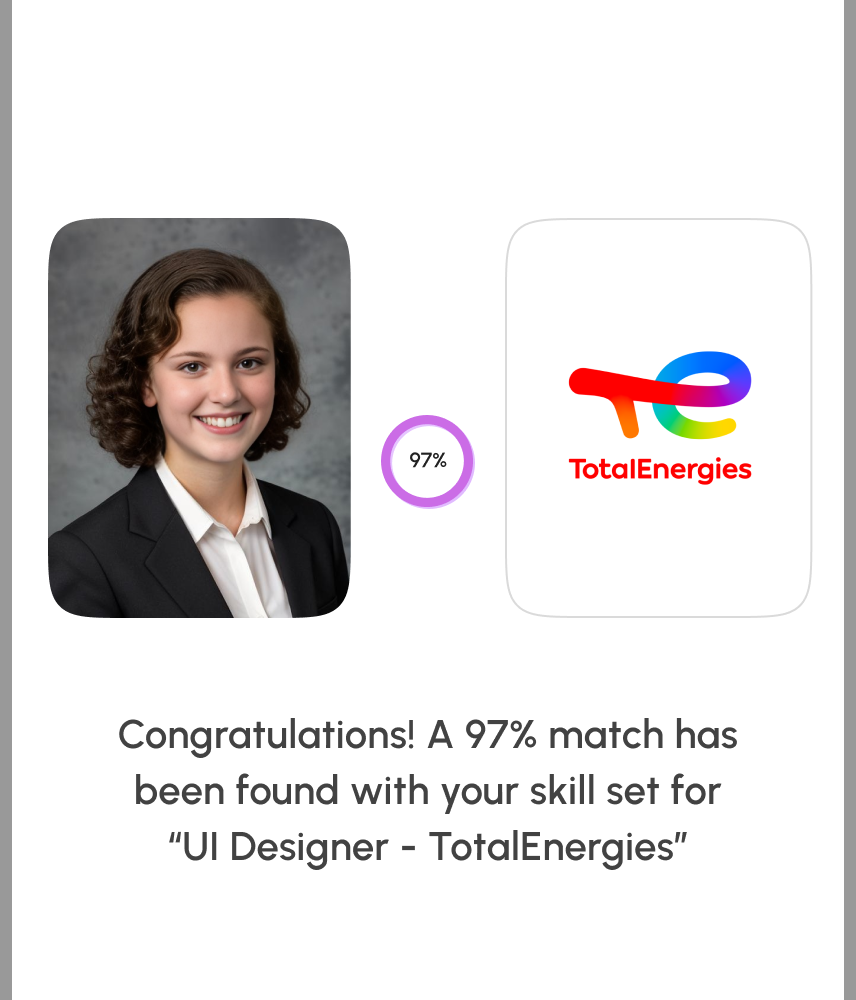 97%
TotalEnergies
Congratulations! A 97% match has
been found with your skill set for
“UI Designer - TotalEnergies”